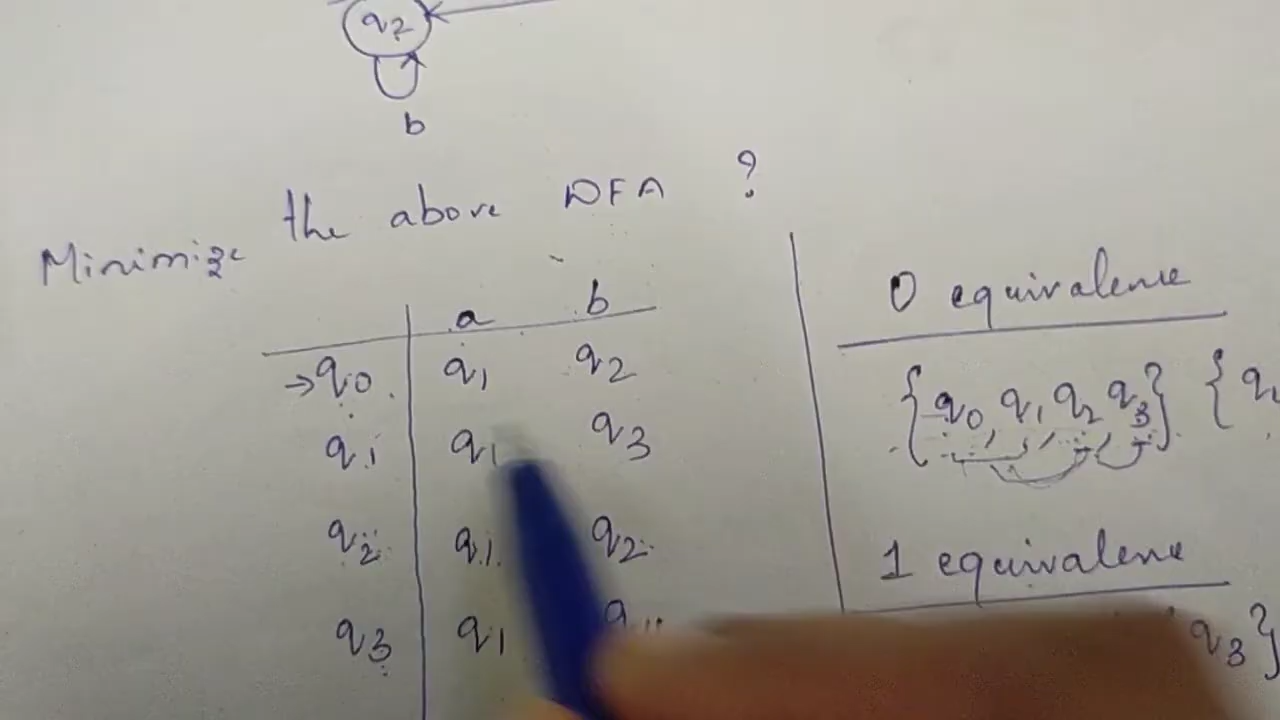 q2
b
Minimize the above DFA ?
a b
→q0 q1 q2
q1 q1 q3
q2 q1 q2
q3 q1
0 equivalence
{q0, q1, q2, q3} {
1 equivalence
q3}